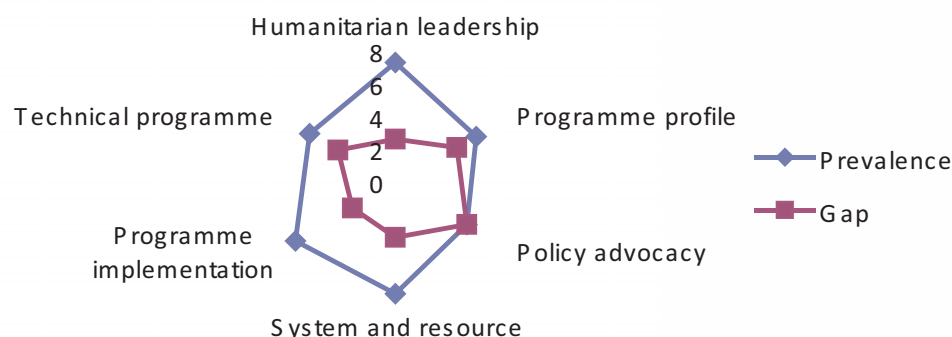 Humanitarian leadership
8
6
4
2
0
Technical programme
Programme profile
Programme
implementation
Policy advocacy
System and resource
Prevalence
Gap